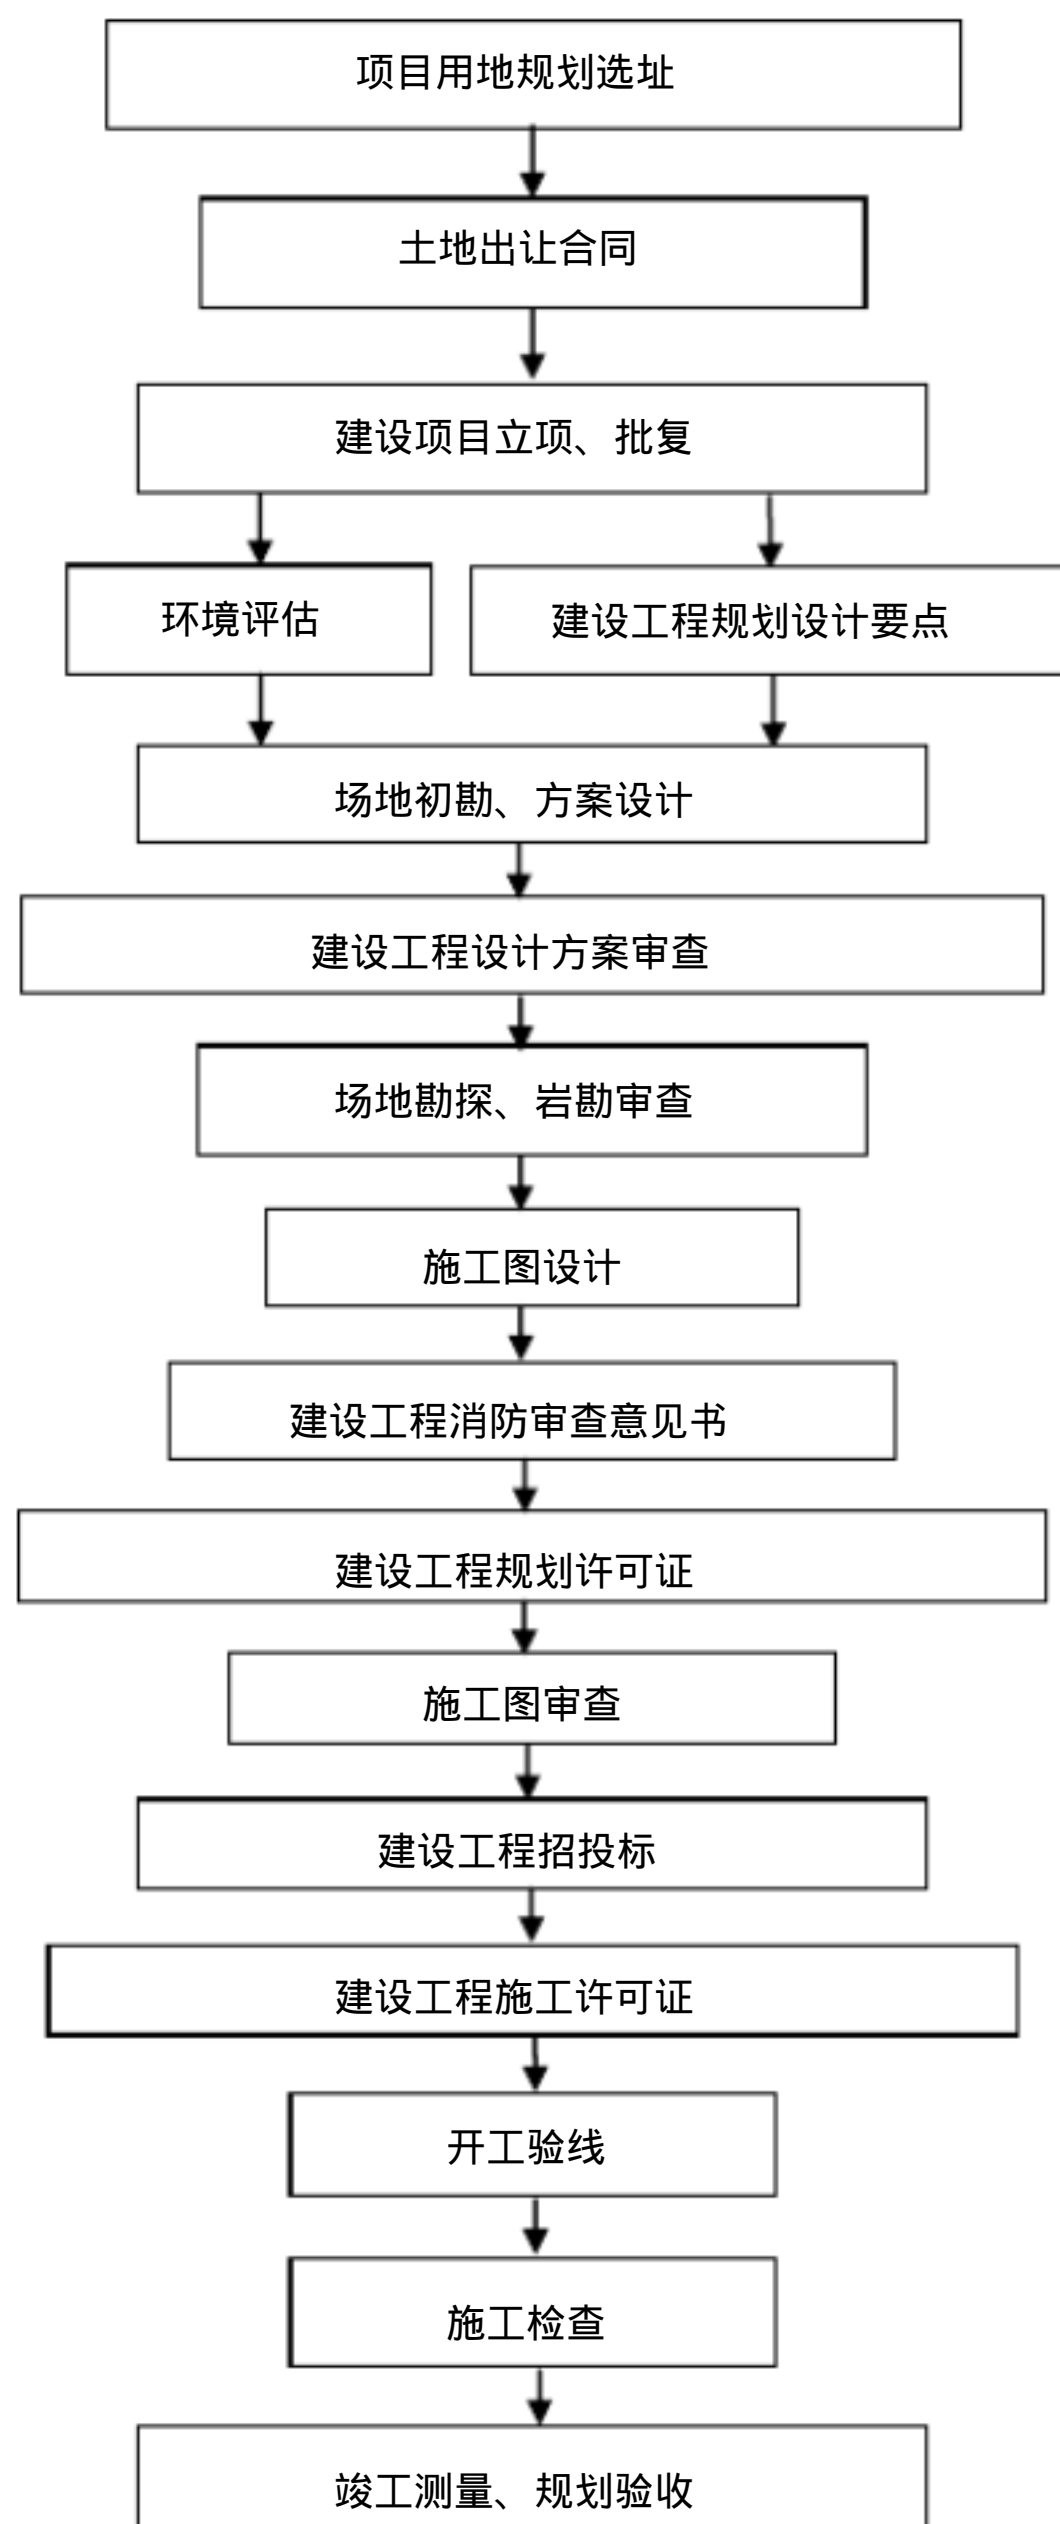 项目用地规划选址
土地出让合同
建设项目立项、批复
环境评估
建设工程规划设计要点
场地初勘、方案设计
建设工程设计方案审查
场地勘探、岩勘审查
施工图设计
建设工程消防审查意见书
建设工程规划许可证
施工图审查
建设工程招投标
建设工程施工许可证
开工验线
施工检查
竣工测量、规划验收